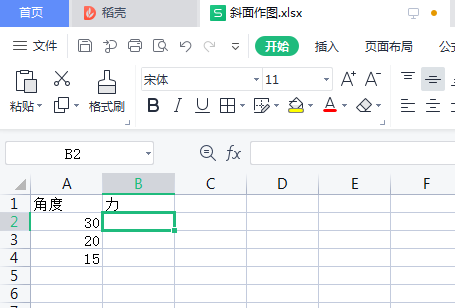 首页 稻壳 S 斜面作图.xlsx
文件 开始 插入 页面布局 公
粘贴 格式刷 宋体 11 A+ A-
B I U A A
B2 fx
A B C D E F
1 角度 力
2 30
3 20
4 15
5
6